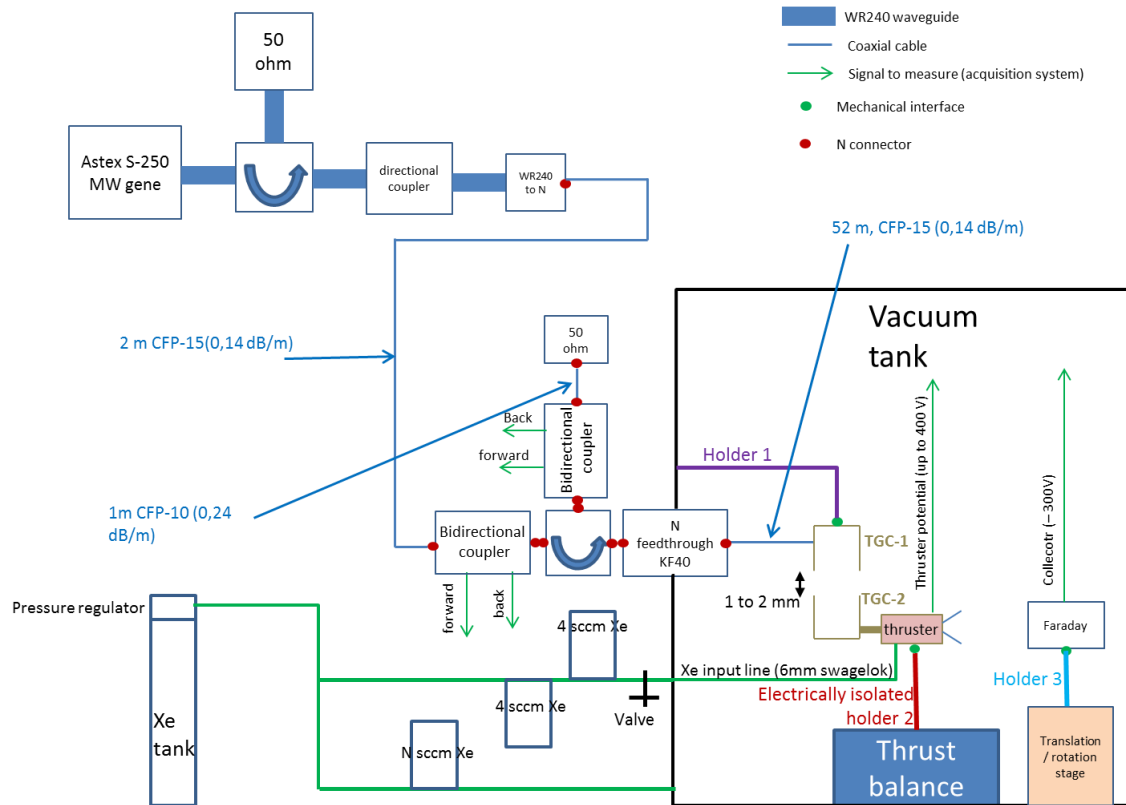 50
ohm
Astex S-250
MW gene
directional
coupler
WR240
to N
WR240 waveguide
Coaxial cable
Signal to measure (acquisition system)
Mechanical interface
N connector
52 m, CFP-15 (0,14 dB/m)
2 m CFP-15(0,14 dB/m)
1m CFP-10 (0,24
dB/m)
50
ohm
Back
forward
Bidirectional
coupler
Bidirectional
coupler
forward
back
N
feedthrough
KF40
Vacuum
tank
Holder 1
TGC-1
1 to 2 mm
TGC-2
thruster
Thruster potential (up to 400 V)
Collecotr (– 300V)
Faraday
Holder 3
Translation
/ rotation
stage
Pressure regulator
Xe
tank
4 sccm Xe
4 sccm Xe
N sccm Xe
Valve
Xe input line (6mm swagelok)
Electrically isolated
holder 2
Thrust
balance